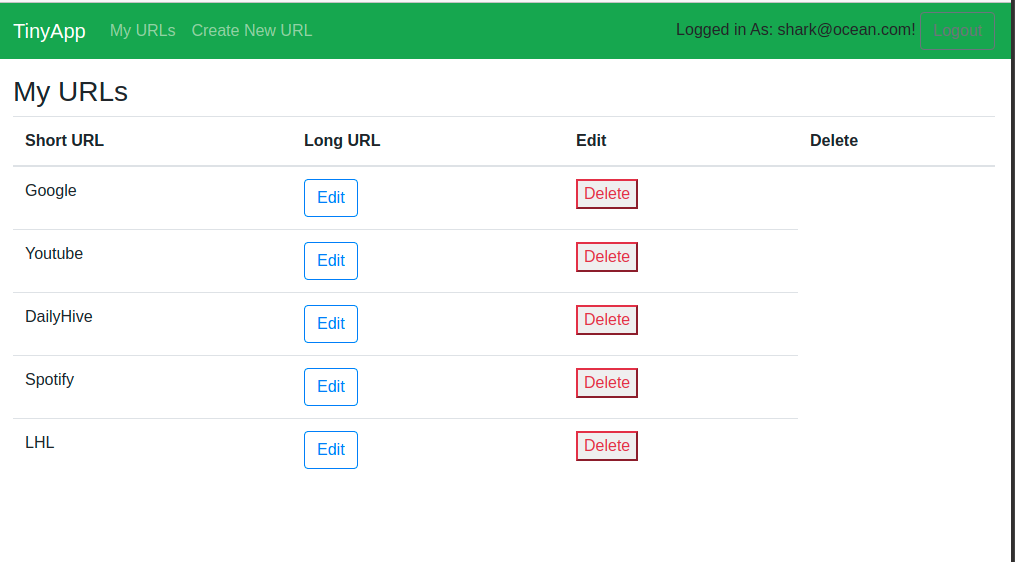 TinyApp My URLs Create New URL Logged in As: shark@ocean.com! Logout
My URLs
Short URL Long URL Edit Delete
Google Edit Delete
Youtube Edit Delete
DailyHive Edit Delete
Spotify Edit Delete
LHL Edit Delete